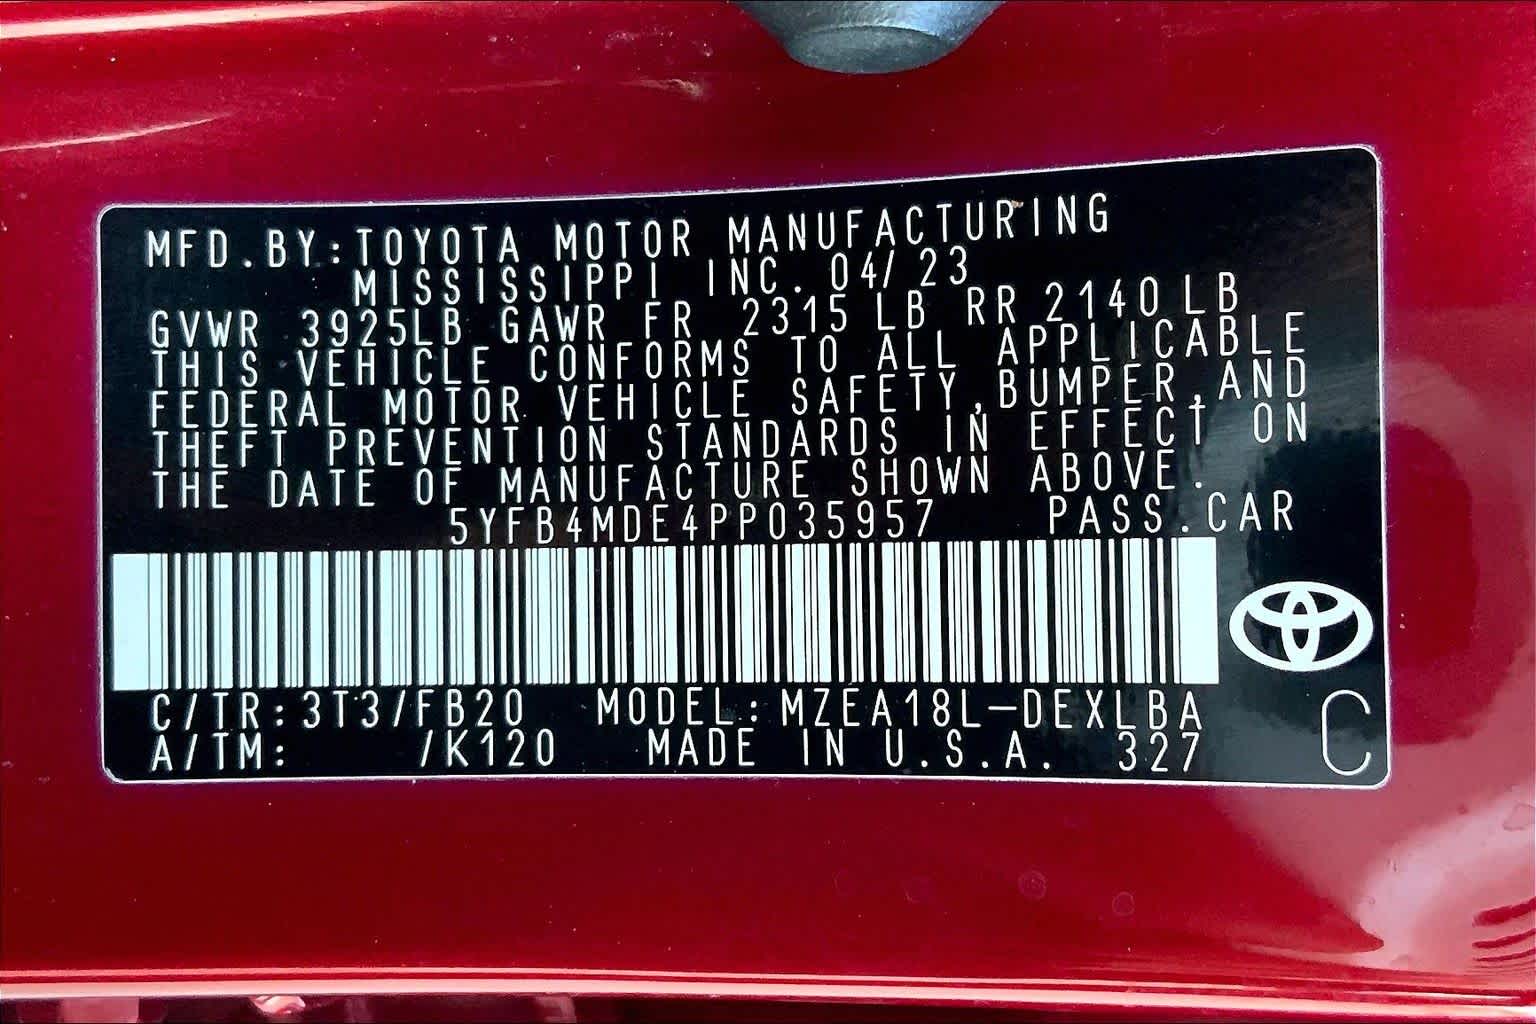 MFD.BY:TOYOTA MOTOR MANUFACTURING
MISSISSIPPI INC. 04/23
GVWR 3925LB GAWR FR 2315 LB RR 2140 LB
THIS VEHICLE CONFORMS TO ALL APPLICABLE
FEDERAL MOTOR VEHICLE SAFETY,BUMPER,AND
THEFT PREVENTION STANDARDS IN EFFECT ON
THE DATE OF MANUFACTURE SHOWN ABOVE.
5YFB4MDE4PP035957 PASS.CAR
C/TR:3T3/FB20 MODEL:MZEA18L-DEXLBA
A/TM: /K120 MADE IN U.S.A. 327 C